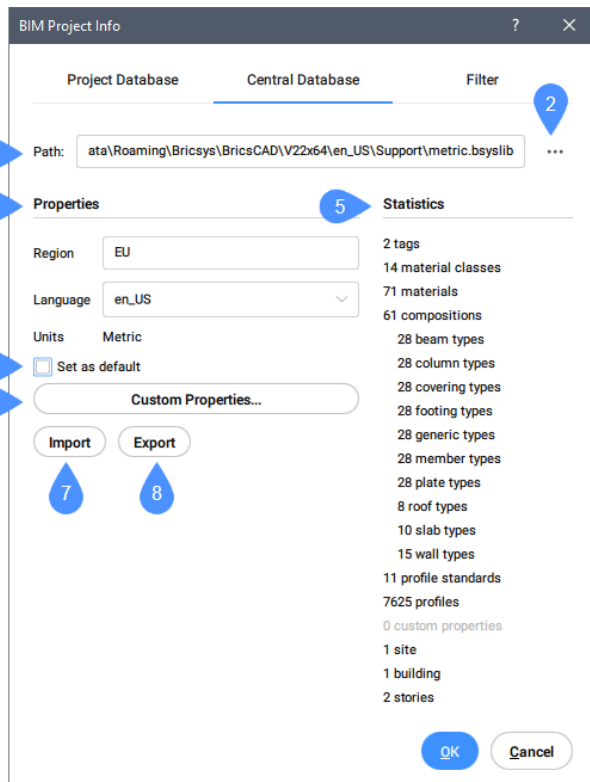 BIM Project Info ? ×
Project Database Central Database Filter
2
Path: ata\Roaming\Bricsys\BricsCAD\V22x64\en_US\Support\metric.bsyslib ...
Properties
5 Statistics
Region EU
Language en_US
Units Metric
Set as default
Custom Properties...
Import Export
7 8
2 tags
14 material classes
71 materials
61 compositions
28 beam types
28 column types
28 covering types
28 footing types
28 generic types
28 member types
28 plate types
8 roof types
10 slab types
15 wall types
11 profile standards
7625 profiles
0 custom properties
1 site
1 building
2 stories
OK Cancel